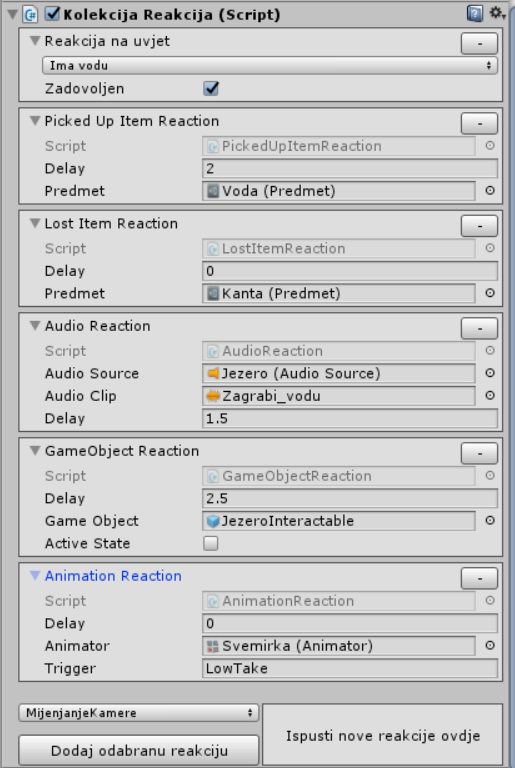 Kolekcija Reakcija (Script)
Reakcija na uvjet
-
Ima vodu
Zadovoljen
Picked Up Item Reaction
-
Script PickedUpItemReaction
Delay 2
Predmet Voda (Predmet)
Lost Item Reaction
-
Script LostItemReaction
Delay 0
Predmet Kanta (Predmet)
Audio Reaction
-
Script AudioReaction
Audio Source Jezero (Audio Source)
Audio Clip Zagrabi_vodu
Delay 1.5
GameObject Reaction
-
Script GameObjectReaction
Delay 2.5
Game Object JezeroInteractable
Active State
Animation Reaction
-
Script AnimationReaction
Delay 0
Animator Svemirka (Animator)
Trigger LowTake
MijenjanjeKamere
Dodaj odabranu reakciju
Ispusti nove reakcije ovdje